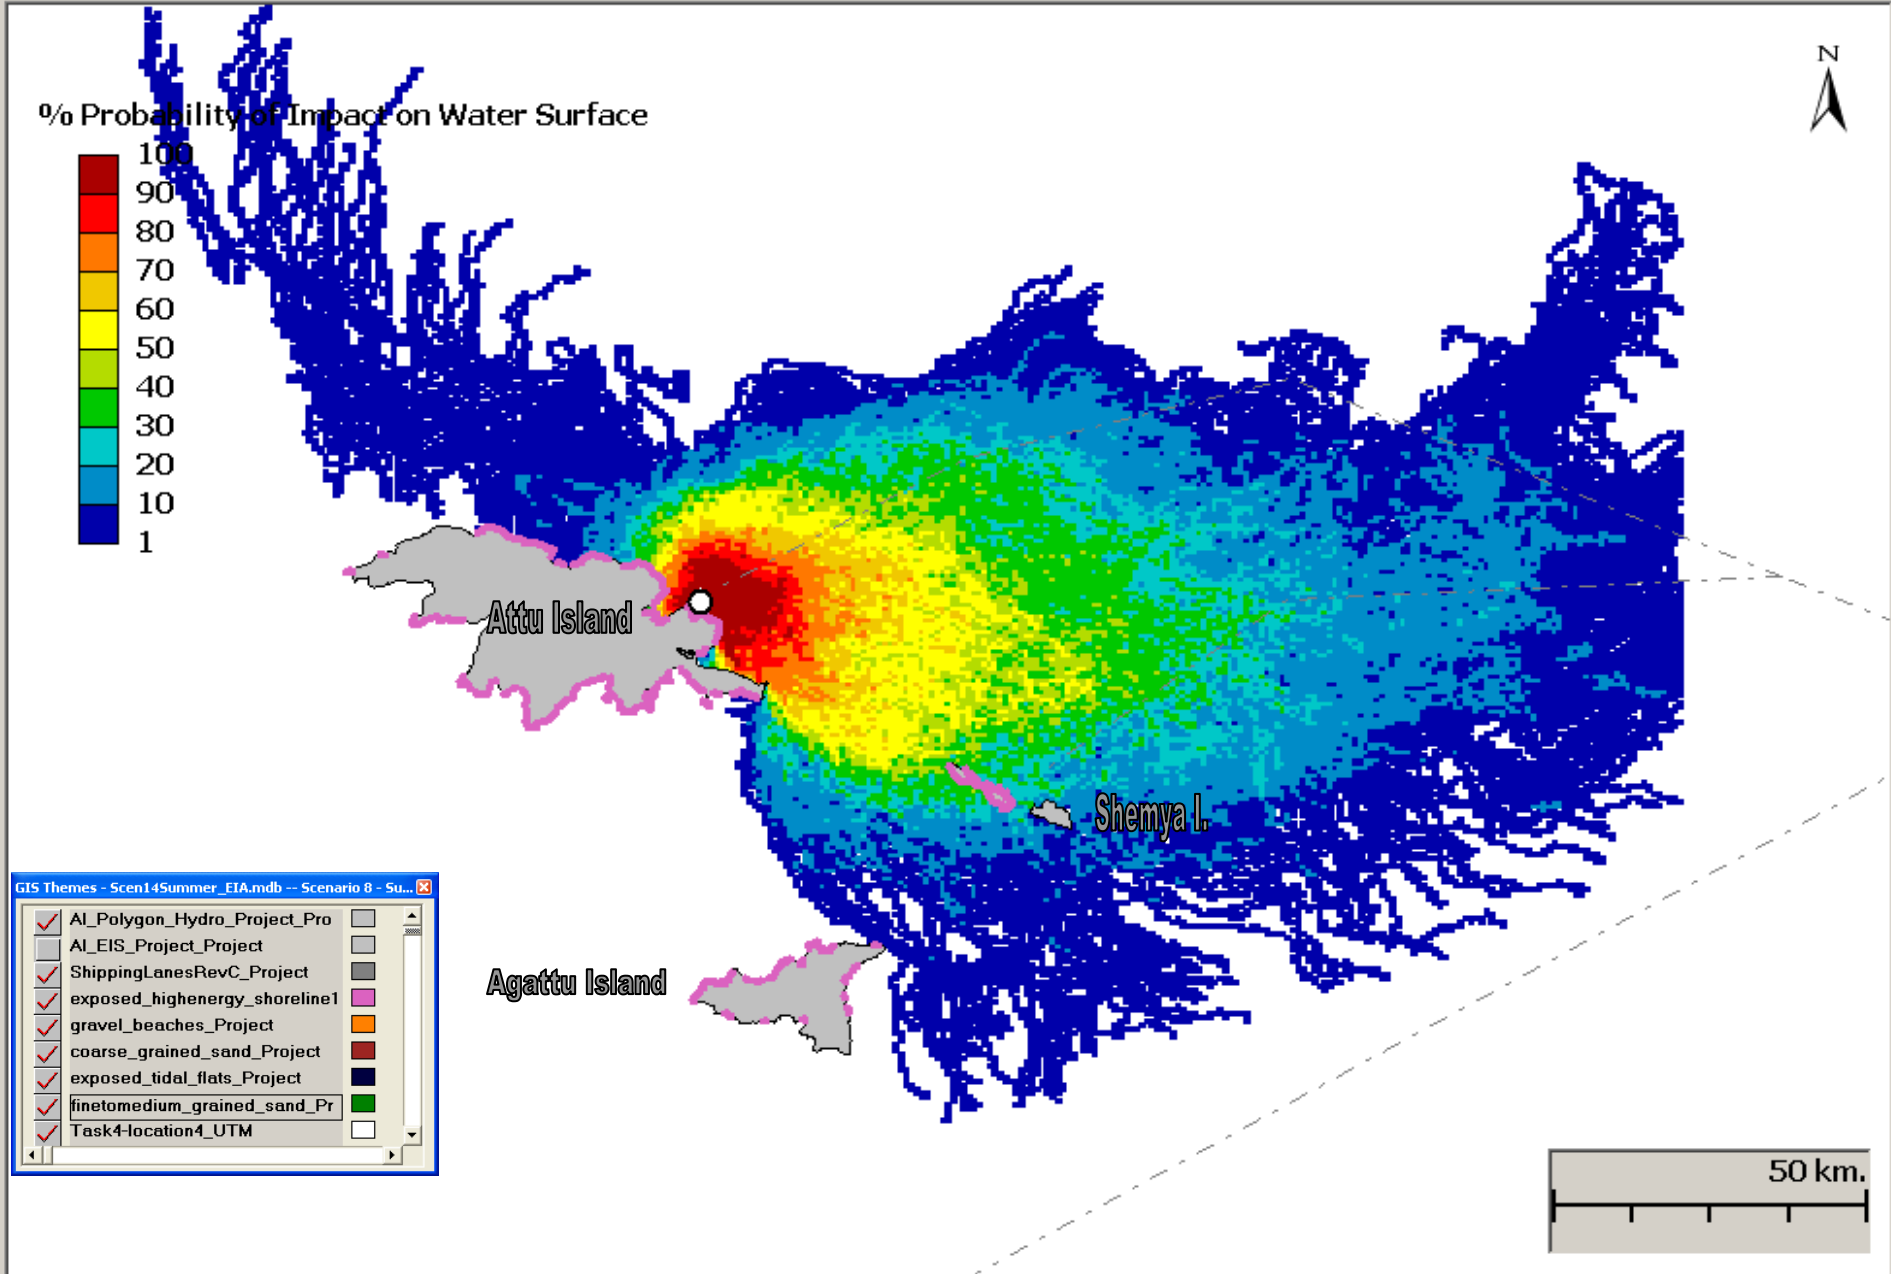 N
% Probability of Impact on Water Surface
100
90
80
70
60
50
40
30
20
10
1
Attu Island
Shemya I.
Agattu Island
GIS Themes - Scen14Summer_EIA.mdb -- Scenario 8 - Su...
AI_Polygon_Hydro_Project_Pro
AI_EIS_Project_Project
ShippingLanesRevC_Project
exposed_highenergy_shoreline1
gravel_beaches_Project
coarse_grained_sand_Project
exposed_tidal_flats_Project
finetomedium_grained_sand_Pr
Task4-location4_UTM
50 km.